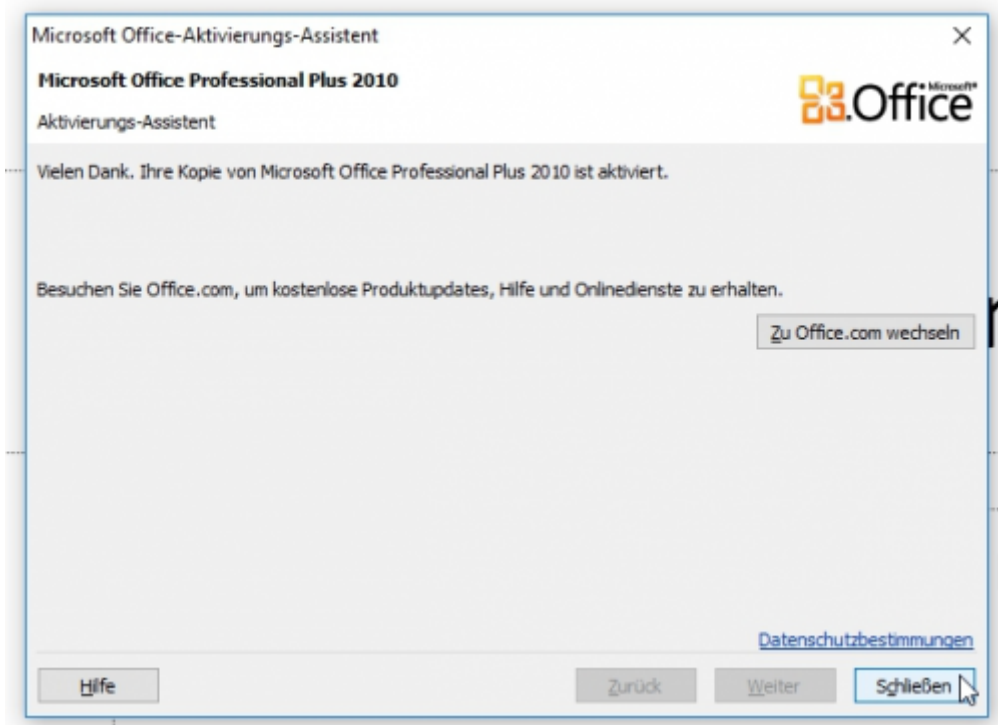 Microsoft Office-Aktivierungs-Assistent
Microsoft Office Professional Plus 2010
Microsoft®
Office
Aktivierungs-Assistent
Vielen Dank. Ihre Kopie von Microsoft Office Professional Plus 2010 ist aktiviert.
Besuchen Sie Office.com, um kostenlose Produktupdates, Hilfe und Onlinedienste zu erhalten.
Zu Office.com wechseln
Datenschutzbestimmungen
Hilfe
Zurück
Weiter
Schließen